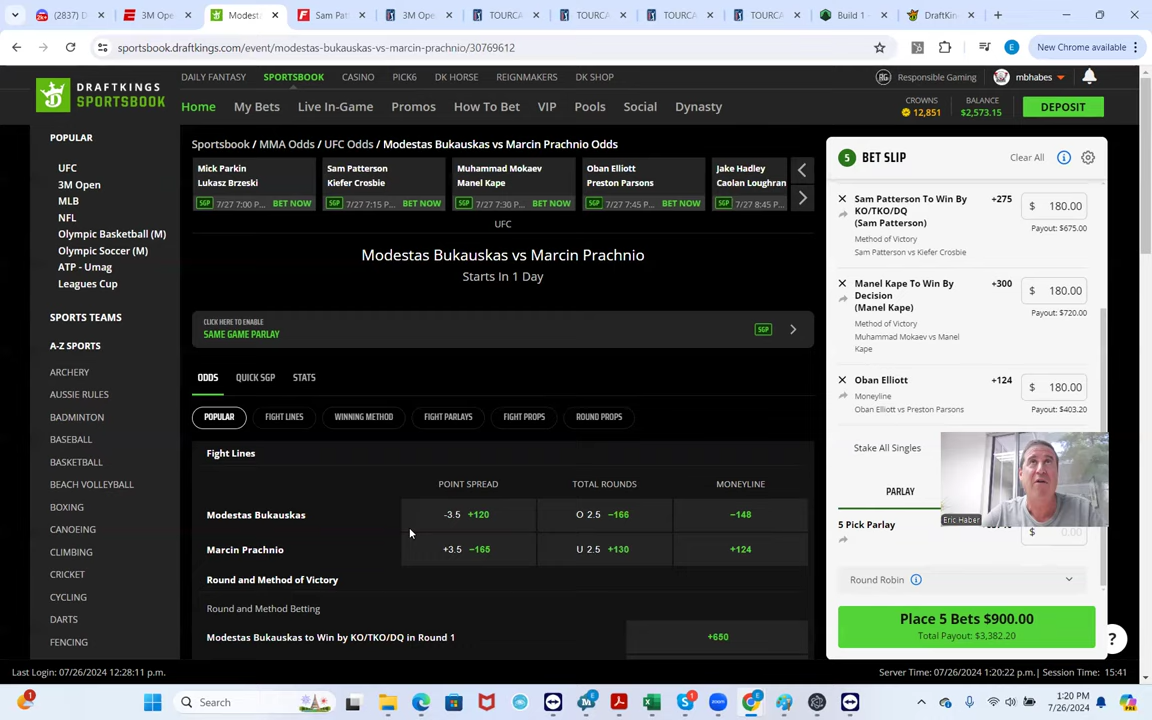 (2837) D
3M Ope
Modest
Sam Pat
3M Ope
TOURCA
TOURCA
TOURCA
TOURCA
Build 1
DraftKin
sportsbook.draftkings.com/event/modestas-bukauskas-vs-marcin-prachnio/30769612
New Chrome available
DRAFTKINGS
SPORTSBOOK
DAILY FANTASY SPORTSBOOK CASINO PICK6 DK HORSE REIGNMAKERS DK SHOP
Responsible Gaming
mbhabes
Home My Bets Live In-Game Promos How To Bet VIP Pools Social Dynasty
CROWNS
12,851
BALANCE
$2,573.15
DEPOSIT
POPULAR
UFC
3M Open
MLB
NFL
Olympic Basketball (M)
Olympic Soccer (M)
ATP - Umag
Leagues Cup
SPORTS TEAMS
A-Z SPORTS
ARCHERY
AUSSIE RULES
BADMINTON
BASEBALL
BASKETBALL
BEACH VOLLEYBALL
BOXING
CANOEING
CLIMBING
CRICKET
CYCLING
DARTS
FENCING
Sportsbook / MMA Odds / UFC Odds / Modestas Bukauskas vs Marcin Prachnio Odds
Mick Parkin
Lukasz Brzeski
SGP 7/27 7:00 P... BET NOW
Sam Patterson
Kiefer Crosbie
SGP 7/27 7:15 P... BET NOW
Muhammad Mokaev
Manel Kape
SGP 7/27 7:30 P... BET NOW
Oban Elliott
Preston Parsons
SGP 7/27 7:45 P... BET NOW
Jake Hadley
Caolan Loughran
SGP 7/27 8:45 P... BET NOW
UFC
Modestas Bukauskas vs Marcin Prachnio
Starts In 1 Day
CLICK HERE TO ENABLE
SAME GAME PARLAY
SGP
ODDS QUICK SGP STATS
POPULAR FIGHT LINES WINNING METHOD FIGHT PARLAYS FIGHT PROPS ROUND PROPS
Fight Lines
POINT SPREAD TOTAL ROUNDS MONEYLINE
Modestas Bukauskas -3.5 +120 O 2.5 −166 −148
Marcin Prachnio +3.5 −165 U 2.5 +130 +124
Round and Method of Victory
Round and Method Betting
Modestas Bukauskas to Win by KO/TKO/DQ in Round 1 +650
5 BET SLIP Clear All
Sam Patterson To Win By KO/TKO/DQ (Sam Patterson) +275 $ 180.00
Payout: $675.00
Method of Victory
Sam Patterson vs Kiefer Crosbie
Manel Kape To Win By Decision (Manel Kape) +300 $ 180.00
Payout: $720.00
Method of Victory
Muhammad Mokaev vs Manel
Kape
Oban Elliott +124 $ 180.00
Moneyline
Oban Elliott vs Preston Parsons
Payout: $403.20
Stake All Singles
PARLAY
Eric Haber
5 Pick Parlay
$ 0.00
Round Robin
Place 5 Bets $900.00
Total Payout: $3,382.20
?
Last Login: 07/26/2024 12:28:11 p.m.
Server Time: 07/26/2024 1:20:22 p.m. | Session Time: 15:41
Search
1:20 PM
7/26/2024